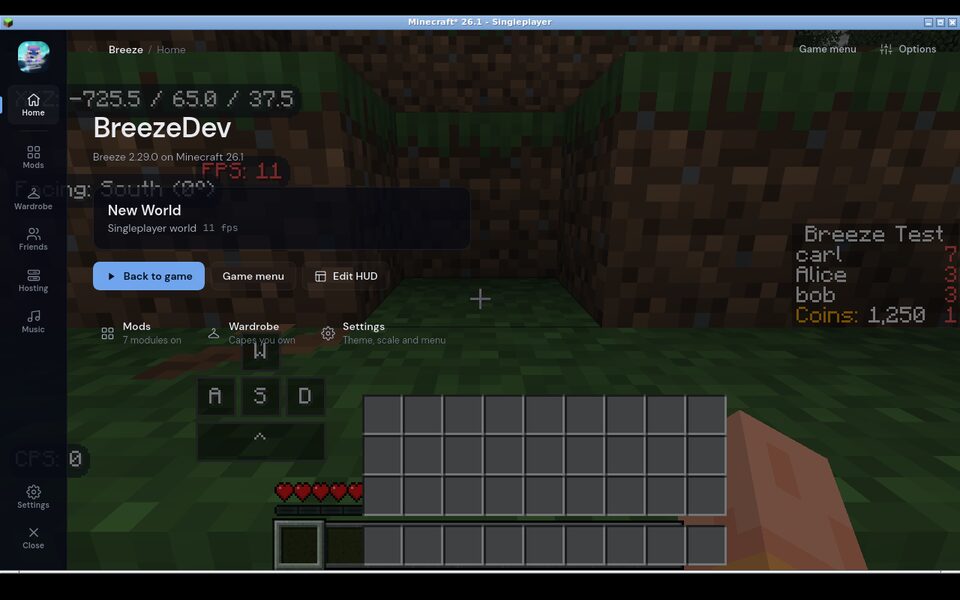 Minecraft* 26.1 - Singleplayer
Breeze / Home
Game menu
Options
-725.5 / 65.0 / 37.5
Home
BreezeDev
Breeze 2.29.0 on Minecraft 26.1
Mods
FPS: 11
Facing: South (0°)
Wardrobe
New World
Singleplayer world 11 fps
Friends
Breeze Test
carl 7
Alice 3
bob 3
Coins: 1,250 1
Back to game
Game menu
Edit HUD
Hosting
Music
Mods
7 modules on
Wardrobe
Capes you own
Settings
Theme, scale and menu
W
A S D
^
CPS: 0
Settings
Close